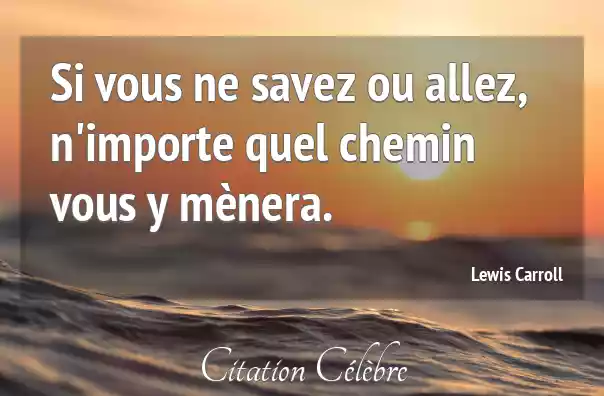 Si vous ne savez ou allez,
n'importe quel chemin
vous y mènera.
Lewis Carroll
Citation Célèbre